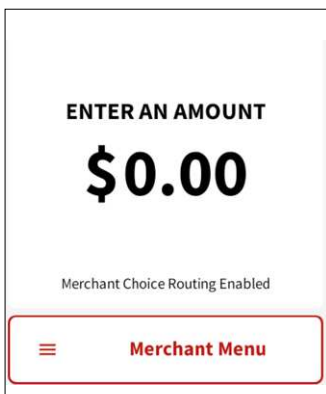 ENTER AN AMOUNT
$0.00
Merchant Choice Routing Enabled
Merchant Menu